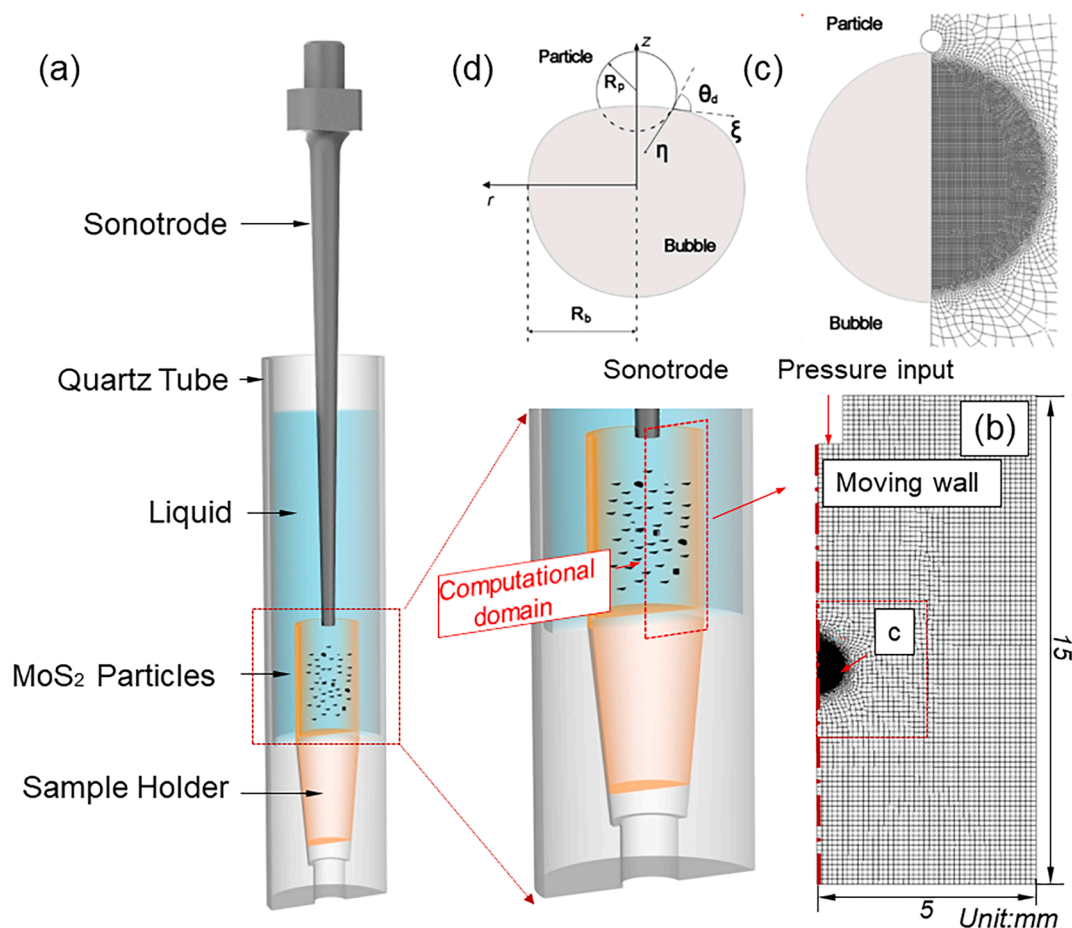 (a)
Sonotrode
Quartz Tube
Liquid
MoS₂ Particles
Sample Holder
(d)
z
Particle
Rₚ
θd
ξ
η
r
Bubble
Rb
(c)
Particle
Bubble
Sonotrode
Computational
domain
Pressure input
(b)
Moving wall
c
15
5
Unit:mm